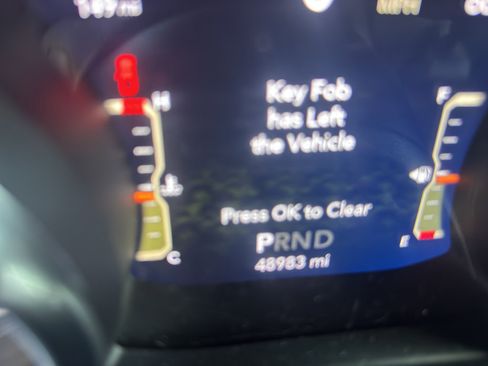 H
F
Key Fob
has Left
the Vehicle
Press OK to Clear
PRND
C
E
48983 mi